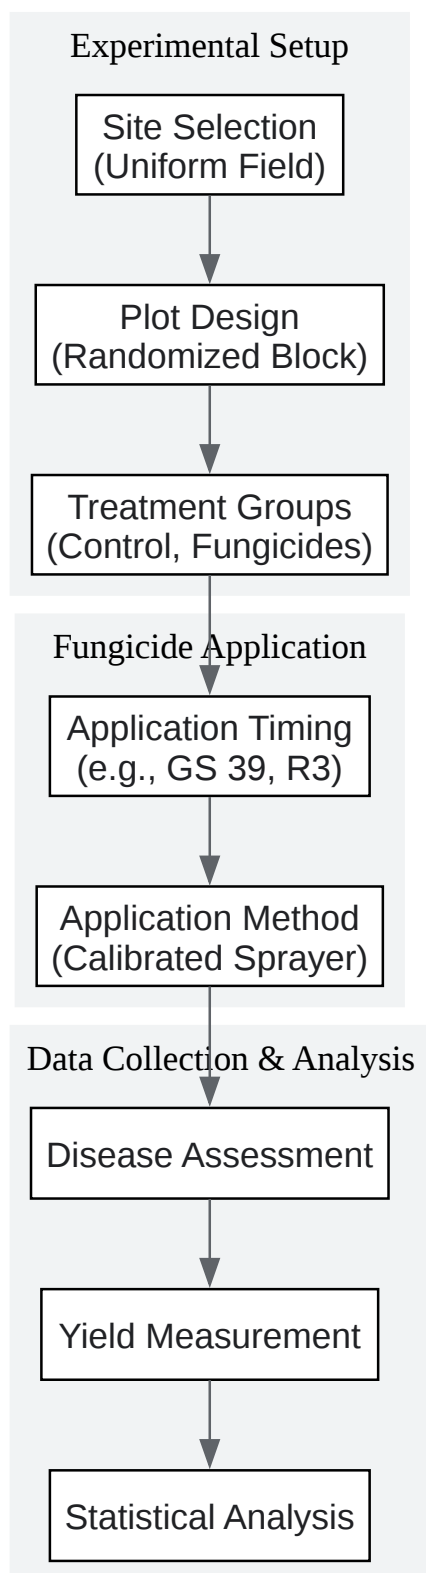 Experimental Setup
Site Selection
(Uniform Field)
Plot Design
(Randomized Block)
Treatment Groups
(Control, Fungicides)
Fungicide Application
Application Timing
(e.g., GS 39, R3)
Application Method
(Calibrated Sprayer)
Data Collection & Analysis
Disease Assessment
Yield Measurement
Statistical Analysis